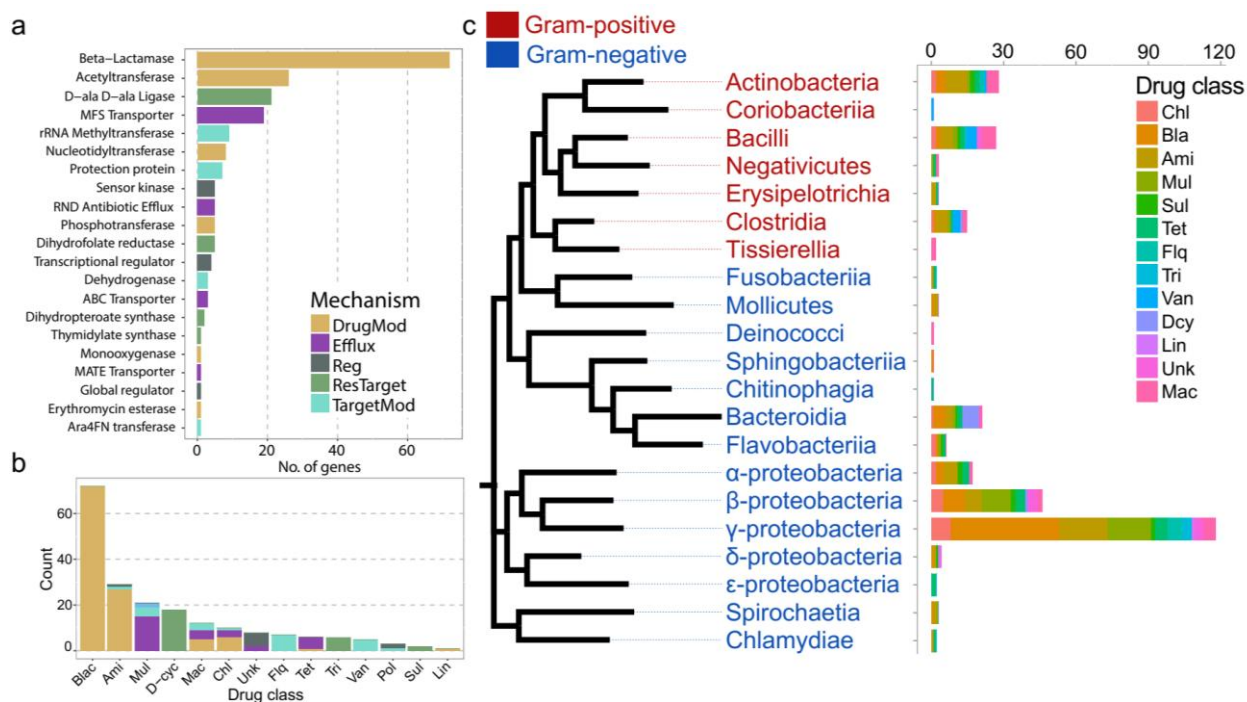 a
Beta-Lactamase
Acetyltransferase
D-ala D-ala Ligase
MFS Transporter
rRNA Methyltransferase
Nucleotidyltransferase
Protection protein
Sensor kinase
RND Antibiotic Efflux
Phosphotransferase
Dihydrofolate reductase
Transcriptional regulator
Dehydrogenase
ABC Transporter
Dihydropteroate synthase
Thymidylate synthase
Monooxygenase
MATE Transporter
Global regulator
Erythromycin esterase
Ara4FN transferase
Mechanism
DrugMod
Efflux
Reg
ResTarget
TargetMod
0 20 40 60
No. of genes
b
Count
60
40
20
0
Blac Ami Mul D-cyc Mac Chl Unk Flq Tet Tri Van Pol Sul Lin
Drug class
c
Gram-positive
Gram-negative
Actinobacteria
Coriobacteriia
Bacilli
Negativicutes
Erysipelotrichia
Clostridia
Tissierellia
Fusobacteriia
Mollicutes
Deinococci
Sphingobacteriia
Chitinophagia
Bacteroidia
Flavobacteriia
α-proteobacteria
β-proteobacteria
γ-proteobacteria
δ-proteobacteria
ε-proteobacteria
Spirochaetia
Chlamydiae
0 30 60 90 120
Drug class
Chl
Bla
Ami
Mul
Sul
Tet
Flq
Tri
Van
Dcy
Lin
Unk
Mac